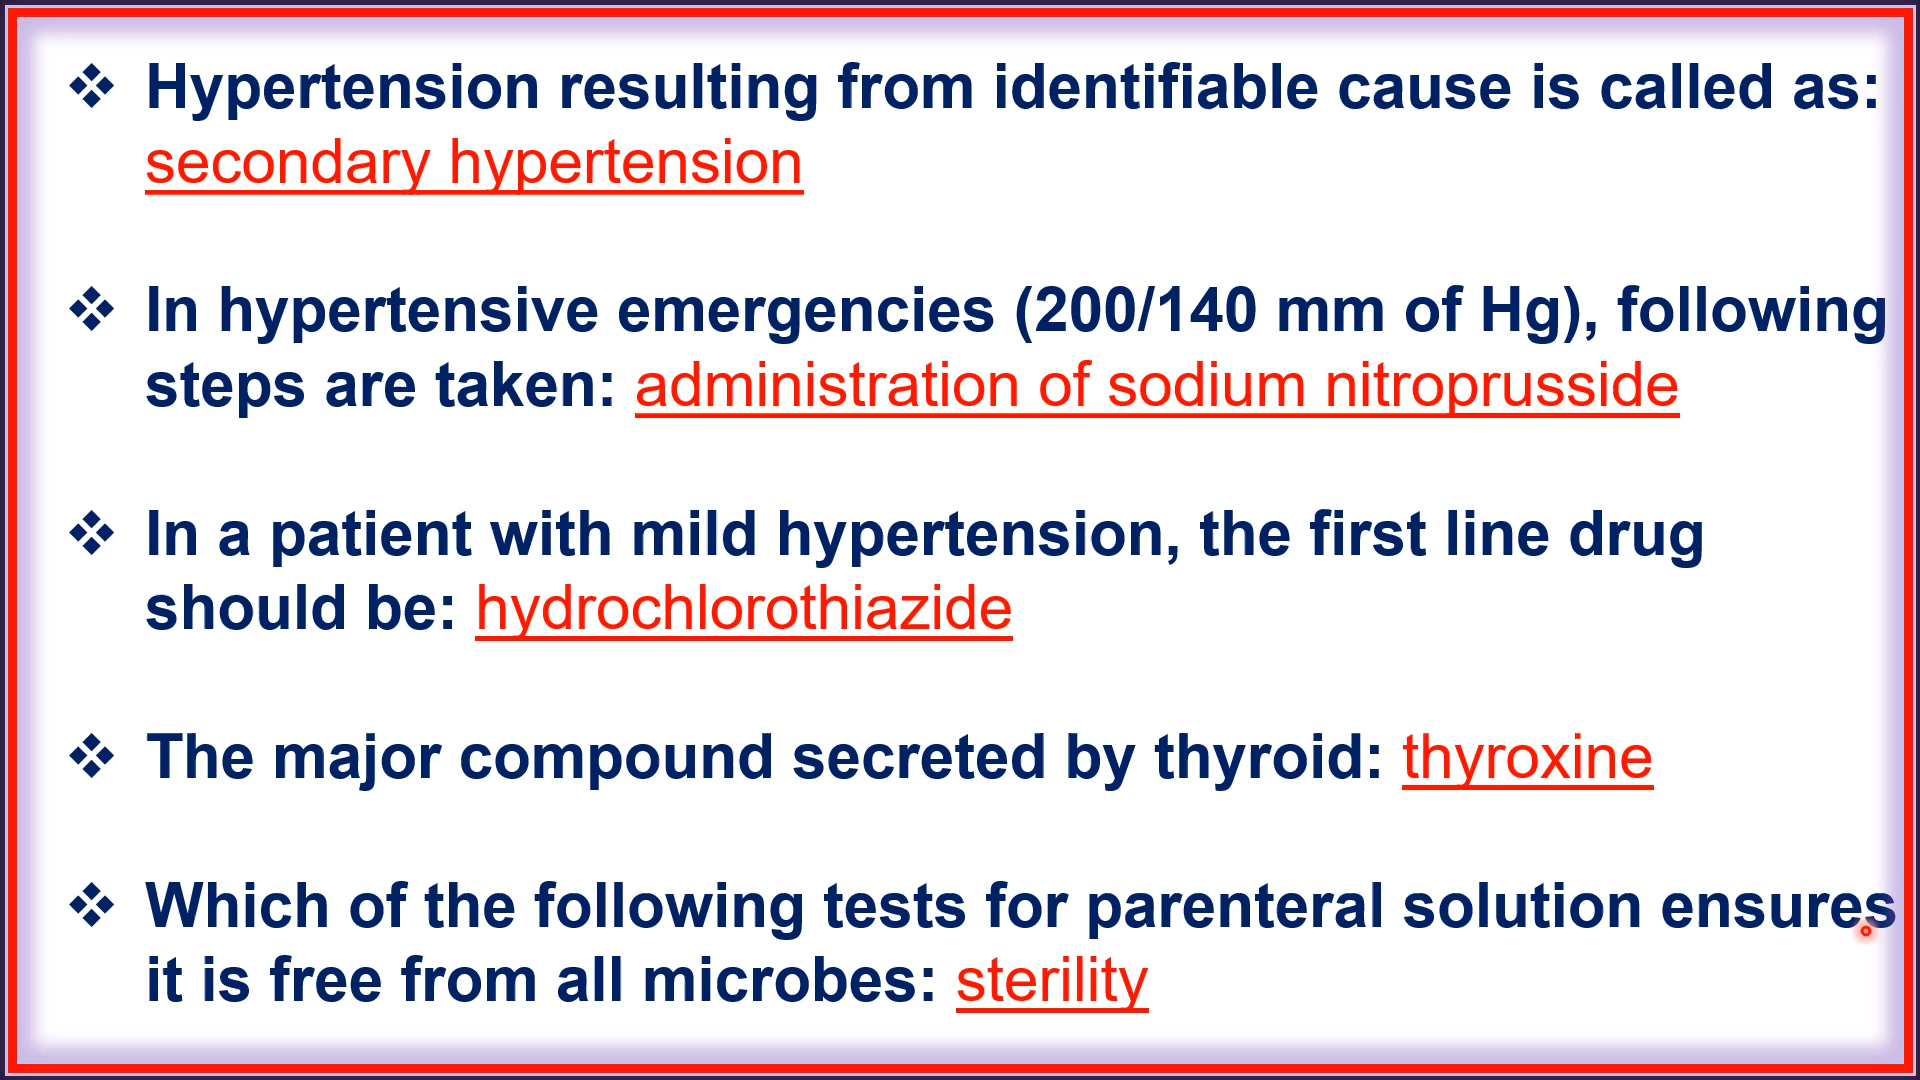 ❖ Hypertension resulting from identifiable cause is called as:
secondary hypertension
❖ In hypertensive emergencies (200/140 mm of Hg), following
steps are taken: administration of sodium nitroprusside
❖ In a patient with mild hypertension, the first line drug
should be: hydrochlorothiazide
❖ The major compound secreted by thyroid: thyroxine
❖ Which of the following tests for parenteral solution ensures
it is free from all microbes: sterility